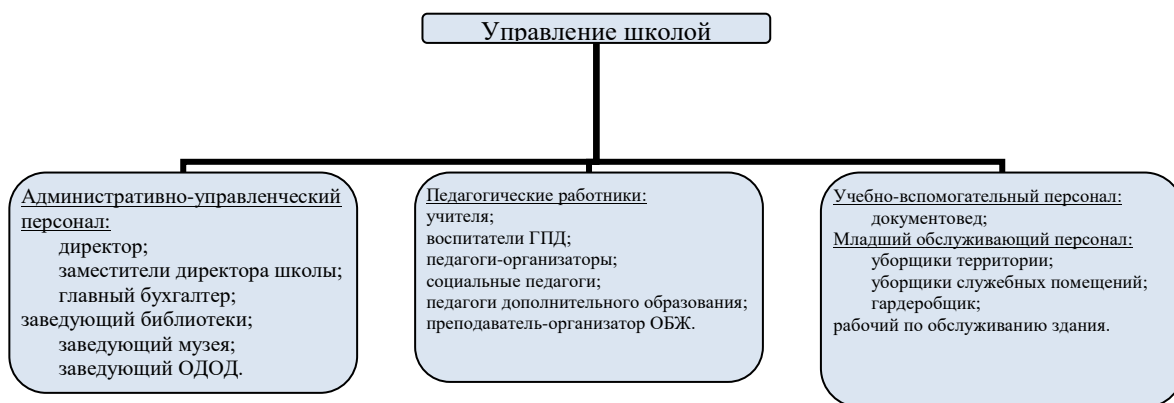 Управление школой
Административно-управленческий
персонал:
директор;
заместители директора школы;
главный бухгалтер;
заведующий библиотеки;
заведующий музея;
заведующий ОДОД.
Педагогические работники:
учителя;
воспитатели ГПД;
педагоги-организаторы;
социальные педагоги;
педагоги дополнительного образования;
преподаватель-организатор ОБЖ.
Учебно-вспомогательный персонал:
документовед;
Младший обслуживающий персонал:
уборщики территории;
уборщики служебных помещений;
гардеробщик;
рабочий по обслуживанию здания.